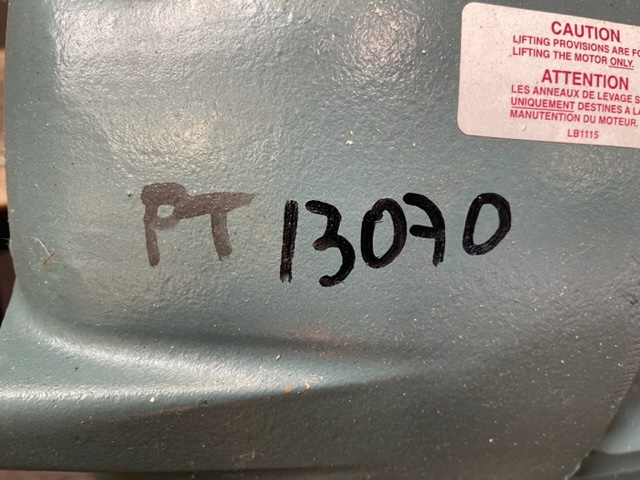 CAUTION
LIFTING PROVISIONS ARE FO
LIFTING THE MOTOR ONLY.
ATTENTION
LES ANNEAUX DE LEVAGE S
UNIQUEMENT DESTINES A LA
MANUTENTION DU MOTEUR.
LB1115
PT 13070